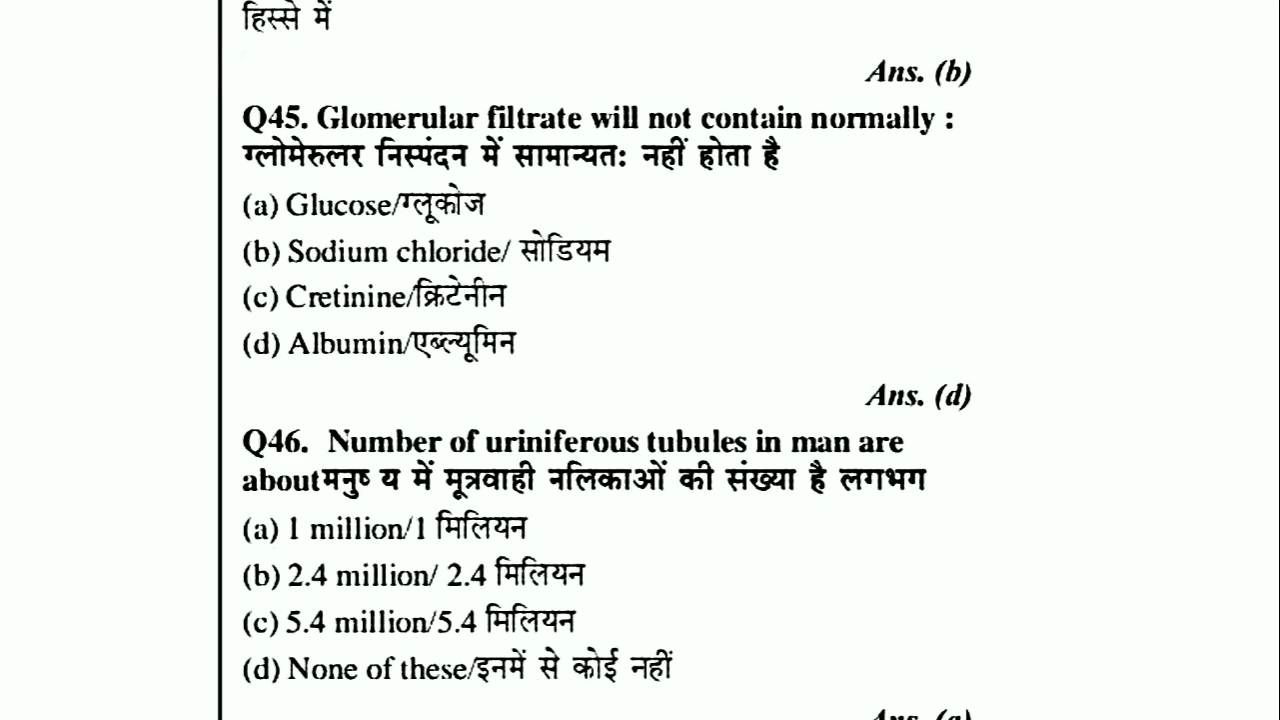 हिस्से में
Ans. (b)
Q45. Glomerular filtrate will not contain normally :
ग्लोमेरुलर निस्पंदन में सामान्यत: नहीं होता है
(a) Glucose/ग्लूकोज
(b) Sodium chloride/ सोडियम
(c) Cretinine/क्रिटेनीन
(d) Albumin/एब्ल्यूमिन
Ans. (d)
Q46. Number of uriniferous tubules in man are
aboutमनुष् य में मूत्रवाही नलिकाओं की संख्या है लगभग
(a) 1 million/1 मिलियन
(b) 2.4 million/ 2.4 मिलियन
(c) 5.4 million/5.4 मिलियन
(d) None of these/इनमें से कोई नहीं
Ans. (a)